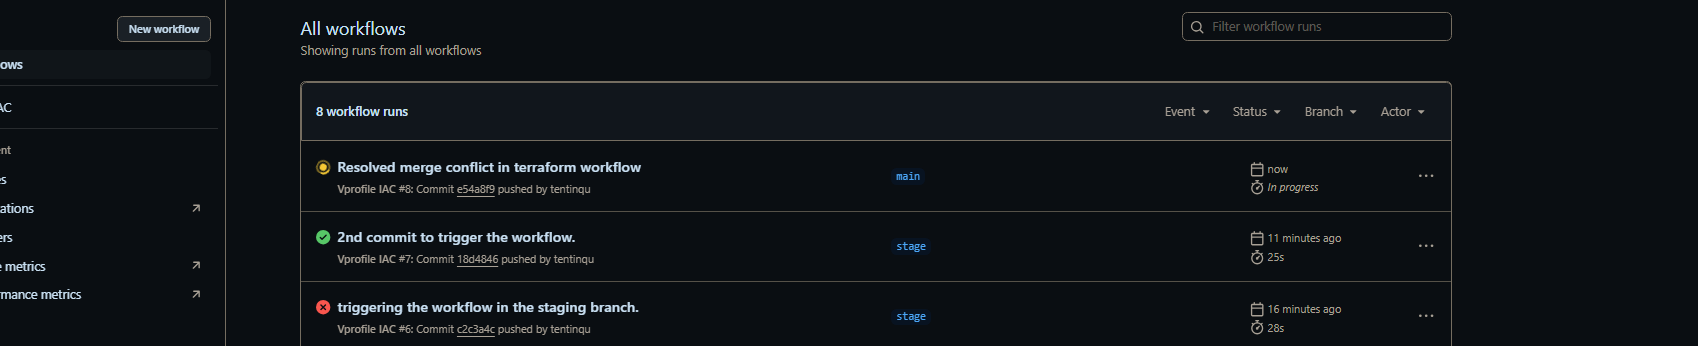 New workflow
ows
AC
ent
es
ations
ers
e metrics
rmance metrics
All workflows
Showing runs from all workflows
Filter workflow runs
8 workflow runs
Event
Status
Branch
Actor
Resolved merge conflict in terraform workflow
Vprofile IAC #8: Commit e54a8f9 pushed by tentinqu
main
now
In progress
2nd commit to trigger the workflow.
Vprofile IAC #7: Commit 18d4846 pushed by tentinqu
stage
11 minutes ago
25s
triggering the workflow in the staging branch.
Vprofile IAC #6: Commit c2c3a4c pushed by tentinqu
stage
16 minutes ago
28s